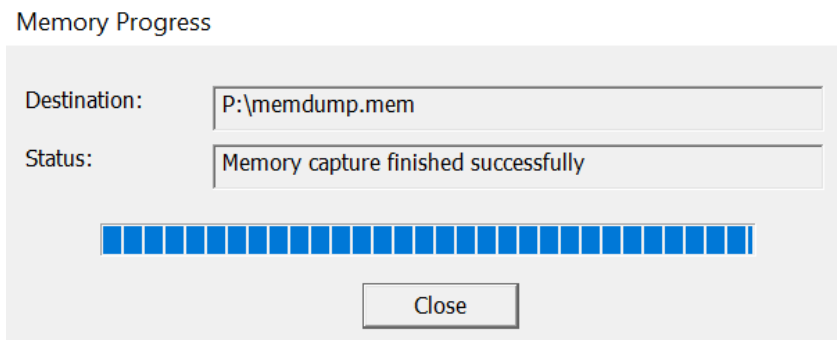 Memory Progress
Destination: P:\memdump.mem
Status: Memory capture finished successfully
Close